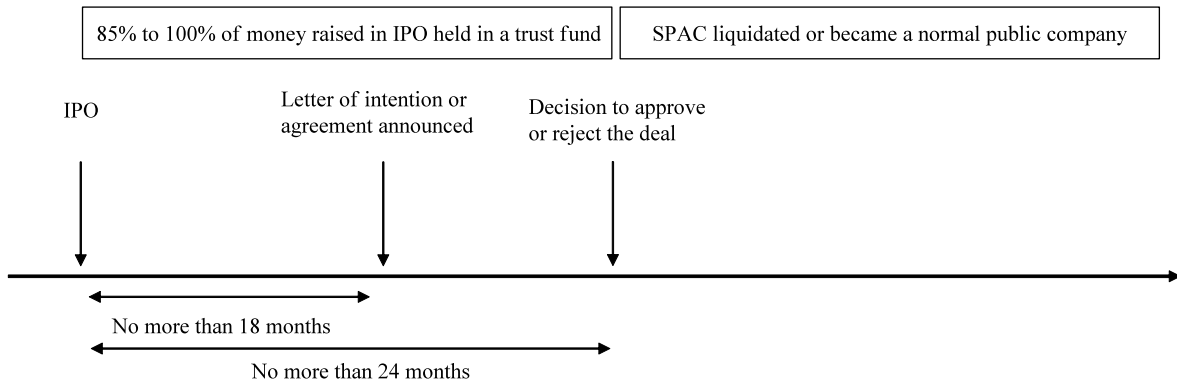 85% to 100% of money raised in IPO held in a trust fund
SPAC liquidated or became a normal public company
IPO
Letter of intention or
agreement announced
Decision to approve
or reject the deal
No more than 18 months
No more than 24 months